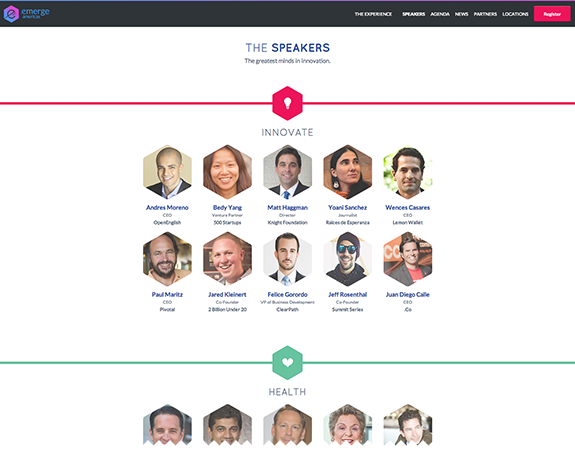 emerge
americas
THE EXPERIENCE SPEAKERS AGENDA NEWS PARTNERS LOCATIONS Register
THE SPEAKERS
The greatest minds in innovation.
INNOVATE
Andres Moreno Bedy Yang Matt Haggman Yoani Sanchez Wences Casares
CEO Venture Partner Director Journalist CEO
OpenEnglish 500 Startups Knight Foundation Raíces de Esperanza Lemon Wallet
Paul Maritz Jared Kleinert Felice Gorordo Jeff Rosenthal Juan Diego Calle
CEO Co-Founder VP of Business Development Co-Founder CEO
Pivotal 2 Billion Under 20 ClearPath Summit Series .Co
HEALTH